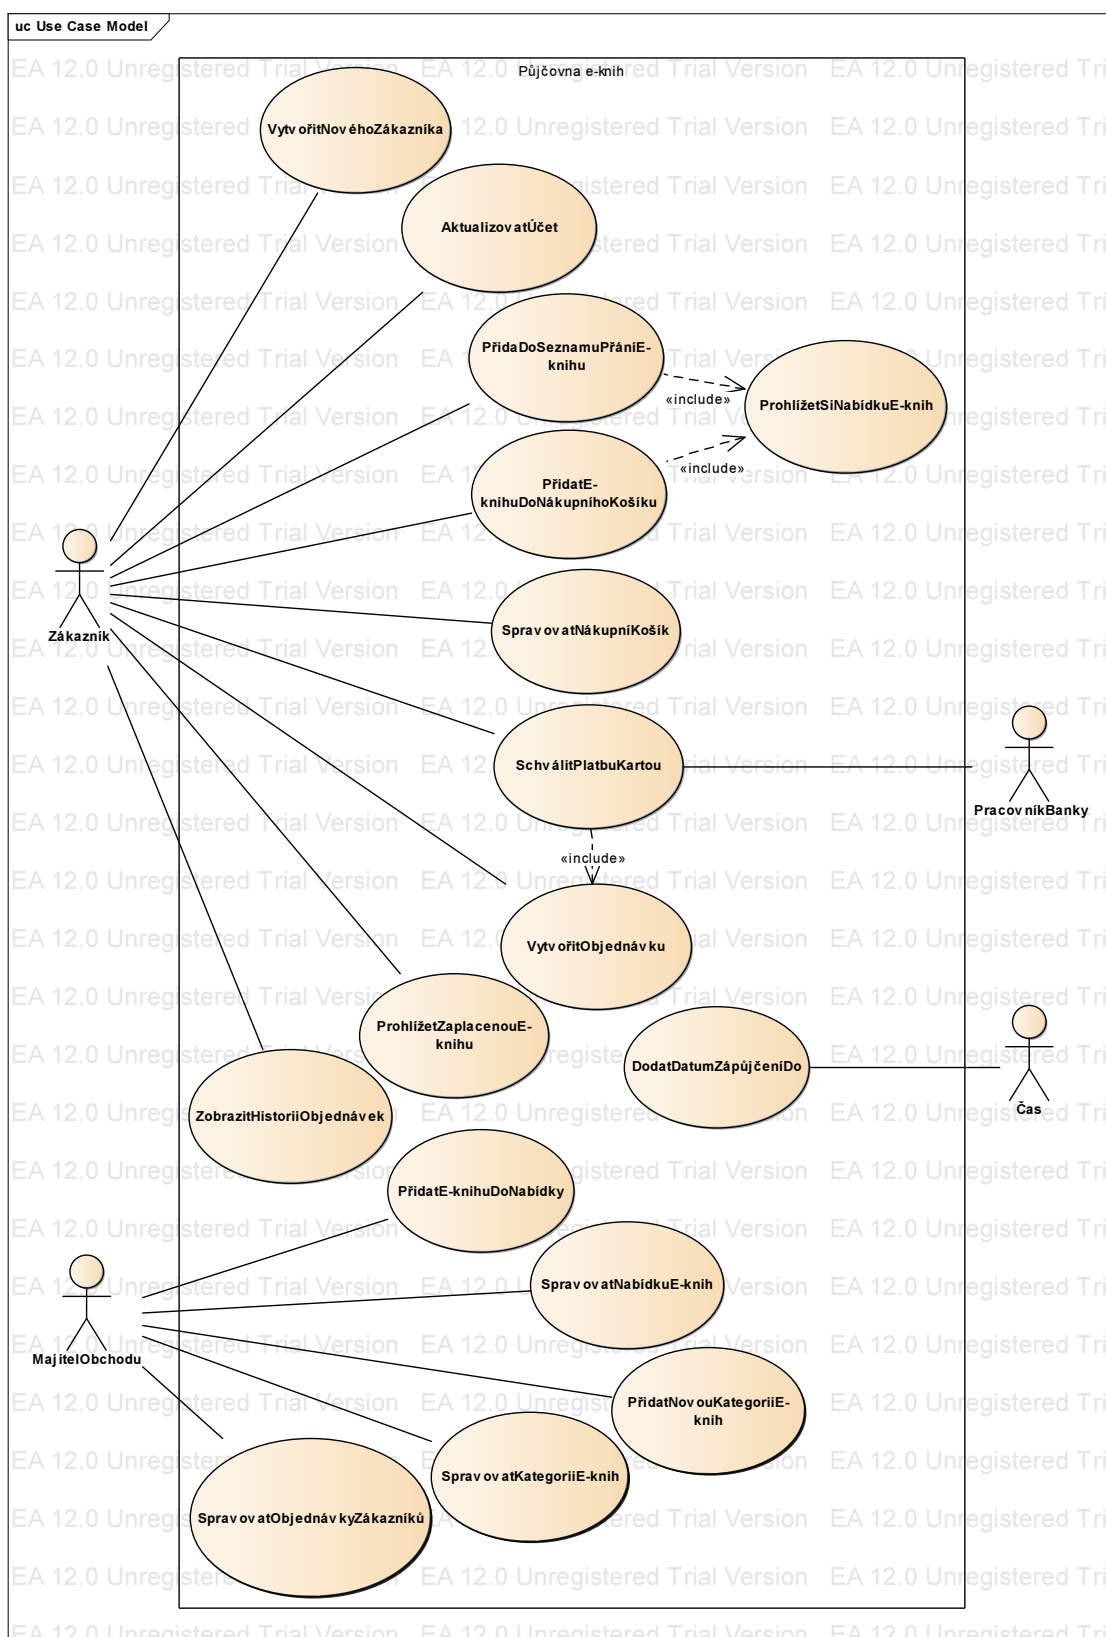 uc Use Case Model
Půjčovna e-knih
VytvořitNovéhoZákazníka
AktualizovatÚčet
PřidaDoSeznamuPřáníE-
knihu
«include»
ProhlížetSiNabídkuE-knih
«include»
PřidatE-
knihuDoNákupníhoKošíku
Zákazník
SpravovatNákupníKošík
SchválitPlatbuKartou
PracovníkBanky
«include»
VytvořitObjednávku
ProhlížetZaplacenouE-
knihu
DodatDatumZápůjčeníDo
Čas
ZobrazitHistoriiObjednávek
PřidatE-knihuDoNabídky
SpravovatNabídkuE-knih
MajitelObchodu
PřidatNovouKategoriiE-
knih
SpravovatKategoriiE-knih
SpravovatObjednávkyZákazníků
EA 12.0 Unregistered Trial Version